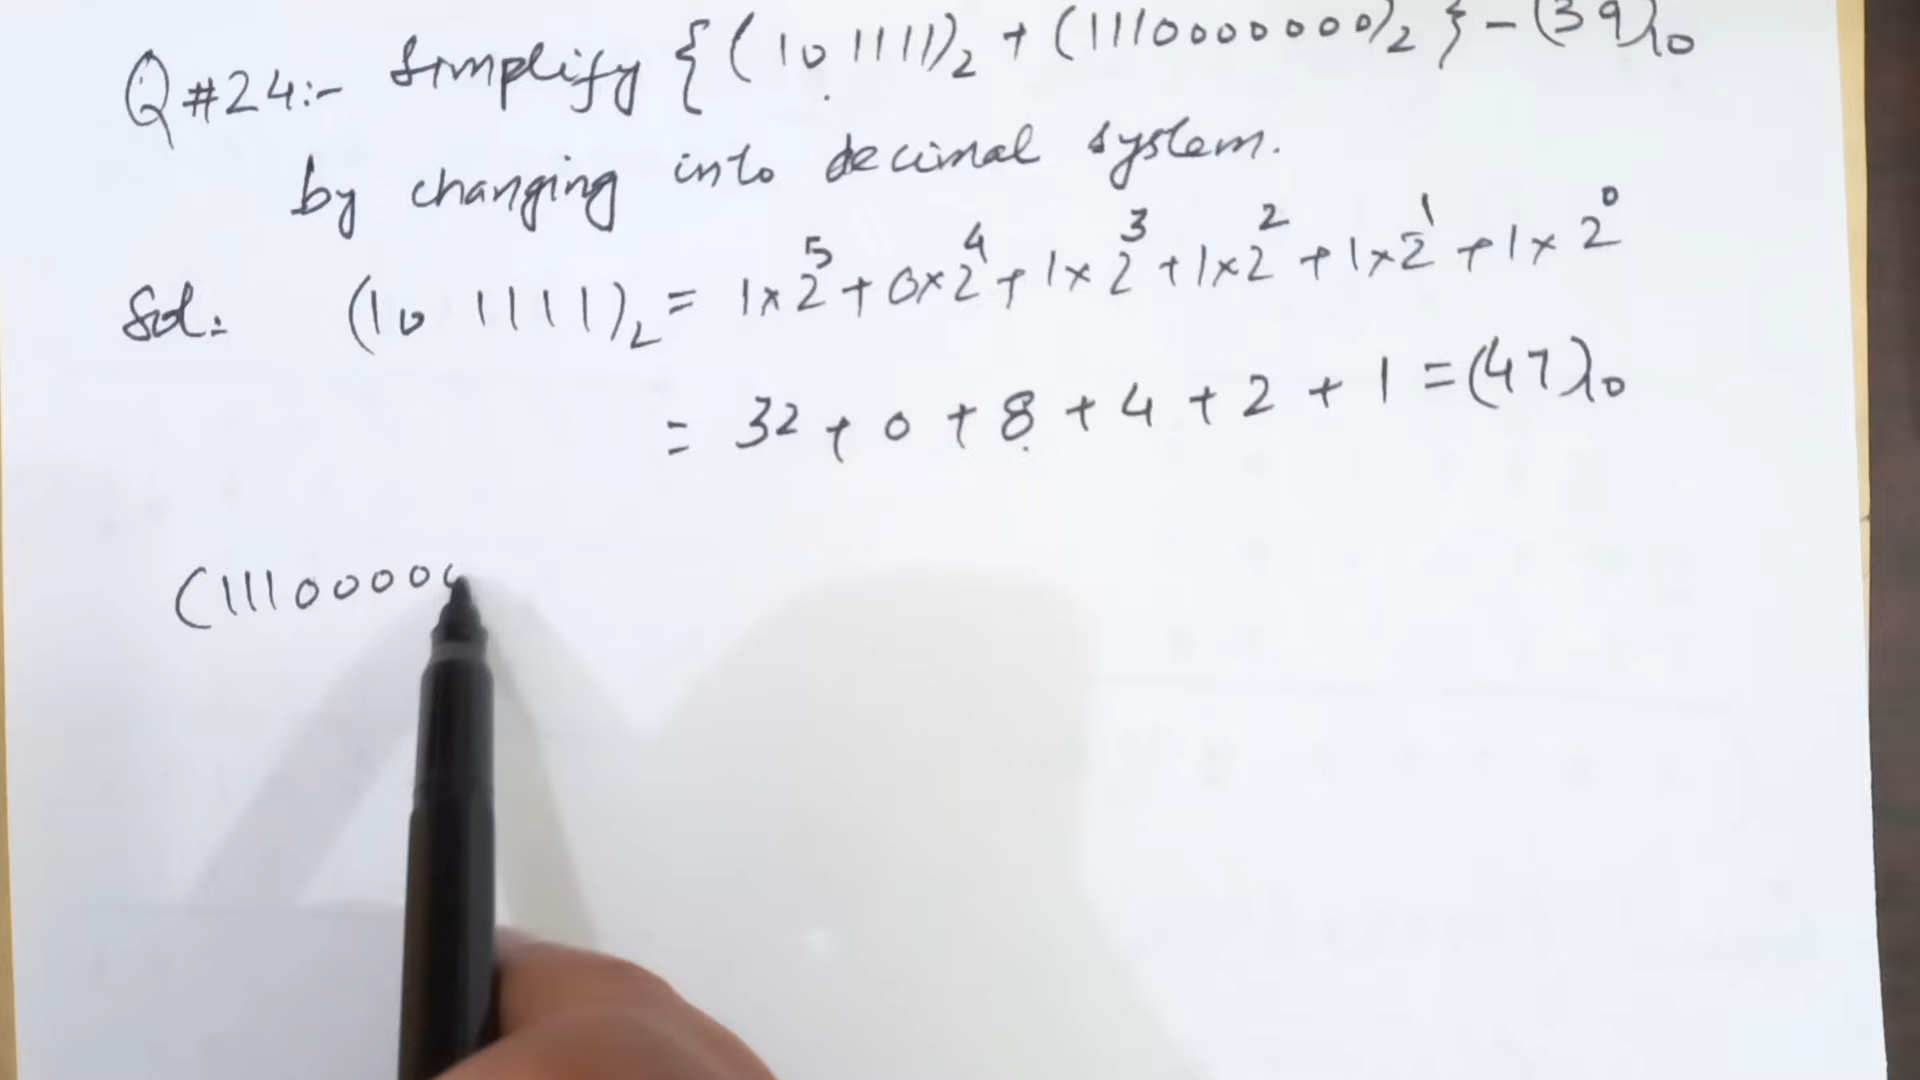 Q#24:- Simplify {(101111)₂ + (1110000000)₂} - (39)₁₀
by changing into decimal system.
Sol: (101111)₂ = 1×2⁵ + 0×2⁴ + 1×2³ + 1×2² + 1×2¹ + 1×2⁰
= 32 + 0 + 8 + 4 + 2 + 1 = (47)₁₀
(1110000